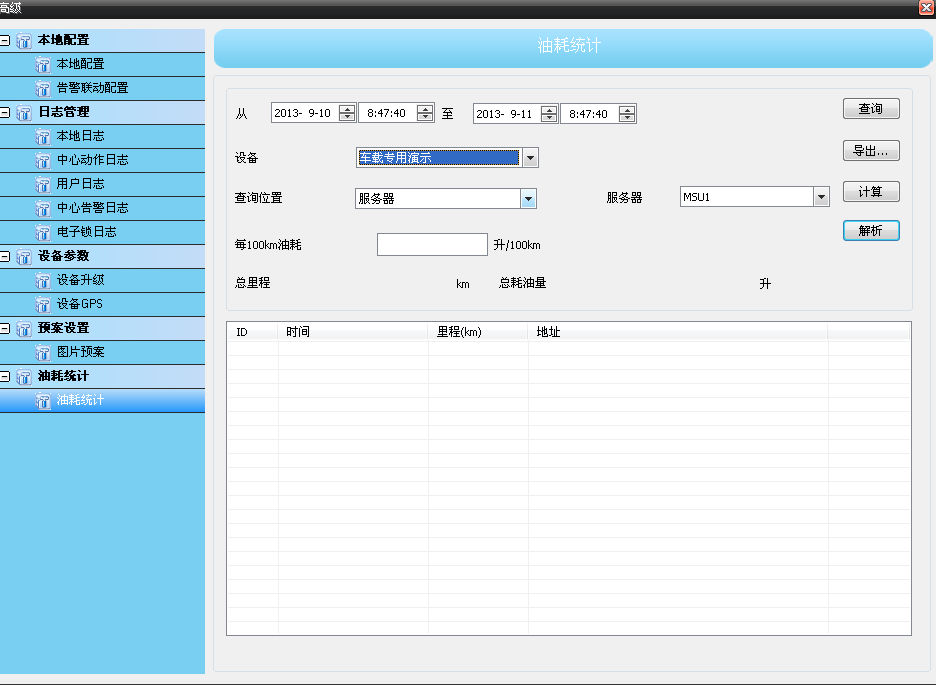 高级
本地配置
本地配置
告警联动配置
日志管理
本地日志
中心动作日志
用户日志
中心告警日志
电子锁日志
设备参数
设备升级
设备GPS
预案设置
图片预案
油耗统计
油耗统计
油耗统计
从 2013- 9-10 8:47:40 至 2013- 9-11 8:47:40 查询
设备 车载专用演示 导出...
查询位置 服务器 服务器 MSU1 计算
解析
每100km油耗 升/100km
总里程 km 总耗油量 升
ID 时间 里程(km) 地址